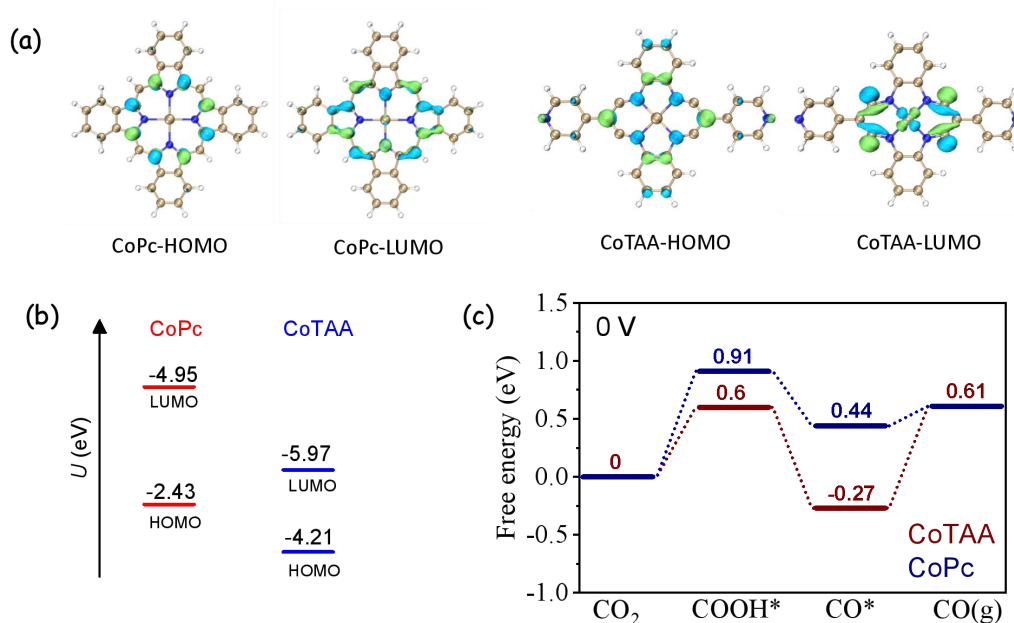 (a)
CoPc-HOMO
CoPc-LUMO
CoTAA-HOMO
CoTAA-LUMO
(b)
CoPc
CoTAA
-4.95
LUMO
-5.97
LUMO
-2.43
HOMO
-4.21
HOMO
U (eV)
(c)
0 V
Free energy (eV)
1.5
1.0
0.5
0.0
-0.5
-1.0
0
0.91
0.6
0.44
-0.27
0.61
CoTAA
CoPc
CO₂
COOH*
CO*
CO(g)